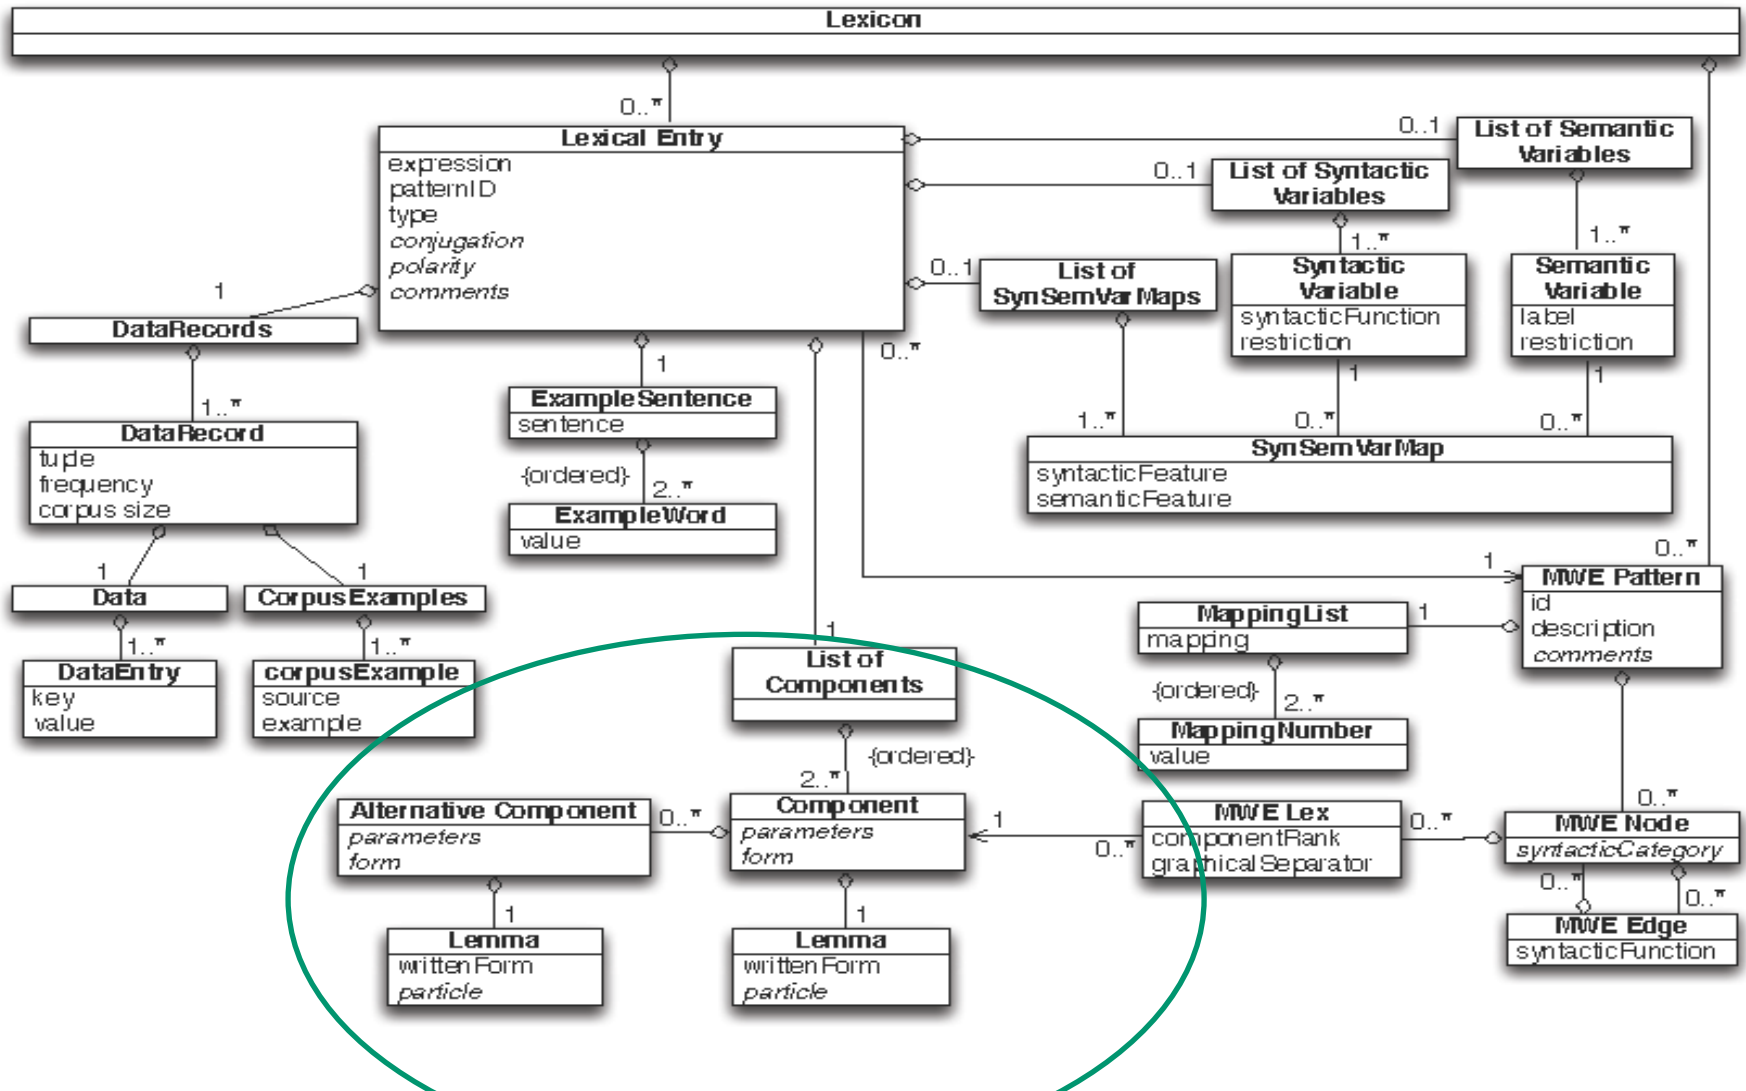 Lexicon
0..*
Lexical Entry
expression
patternID
type
conjugation
polarity
comments
0..1
List of Semantic
Variables
0..1
List of Syntactic
Variables
1..*
1..*
0..1
List of
SynSemVarMaps
Syntactic
Variable
syntacticFunction
restriction
Semantic
Variable
label
restriction
1
DataRecords
1..*
DataRecord
tuple
frequency
corpus size
1
ExampleSentence
sentence
{ordered}
2..*
ExampleWord
value
0..*
1
1
1..*
0..*
0..*
SynSemVarMap
syntacticFeature
semanticFeature
1
Data
1
CorpusExamples
1..*
DataEntry
key
value
1..*
corpusExample
source
example
1
0..*
MWE Pattern
id
description
comments
MappingList
mapping
1
{ordered}
2..*
MappingNumber
value
1
List of
Components
{ordered}
2..*
Alternative Component
parameters
form
0..*
Component
parameters
form
1
0..*
MWE Lex
componentRank
graphicalSeparator
0..*
0..*
MWE Node
syntacticCategory
0..*
0..*
MWE Edge
syntacticFunction
1
Lemma
writtenForm
particle
1
Lemma
writtenForm
particle